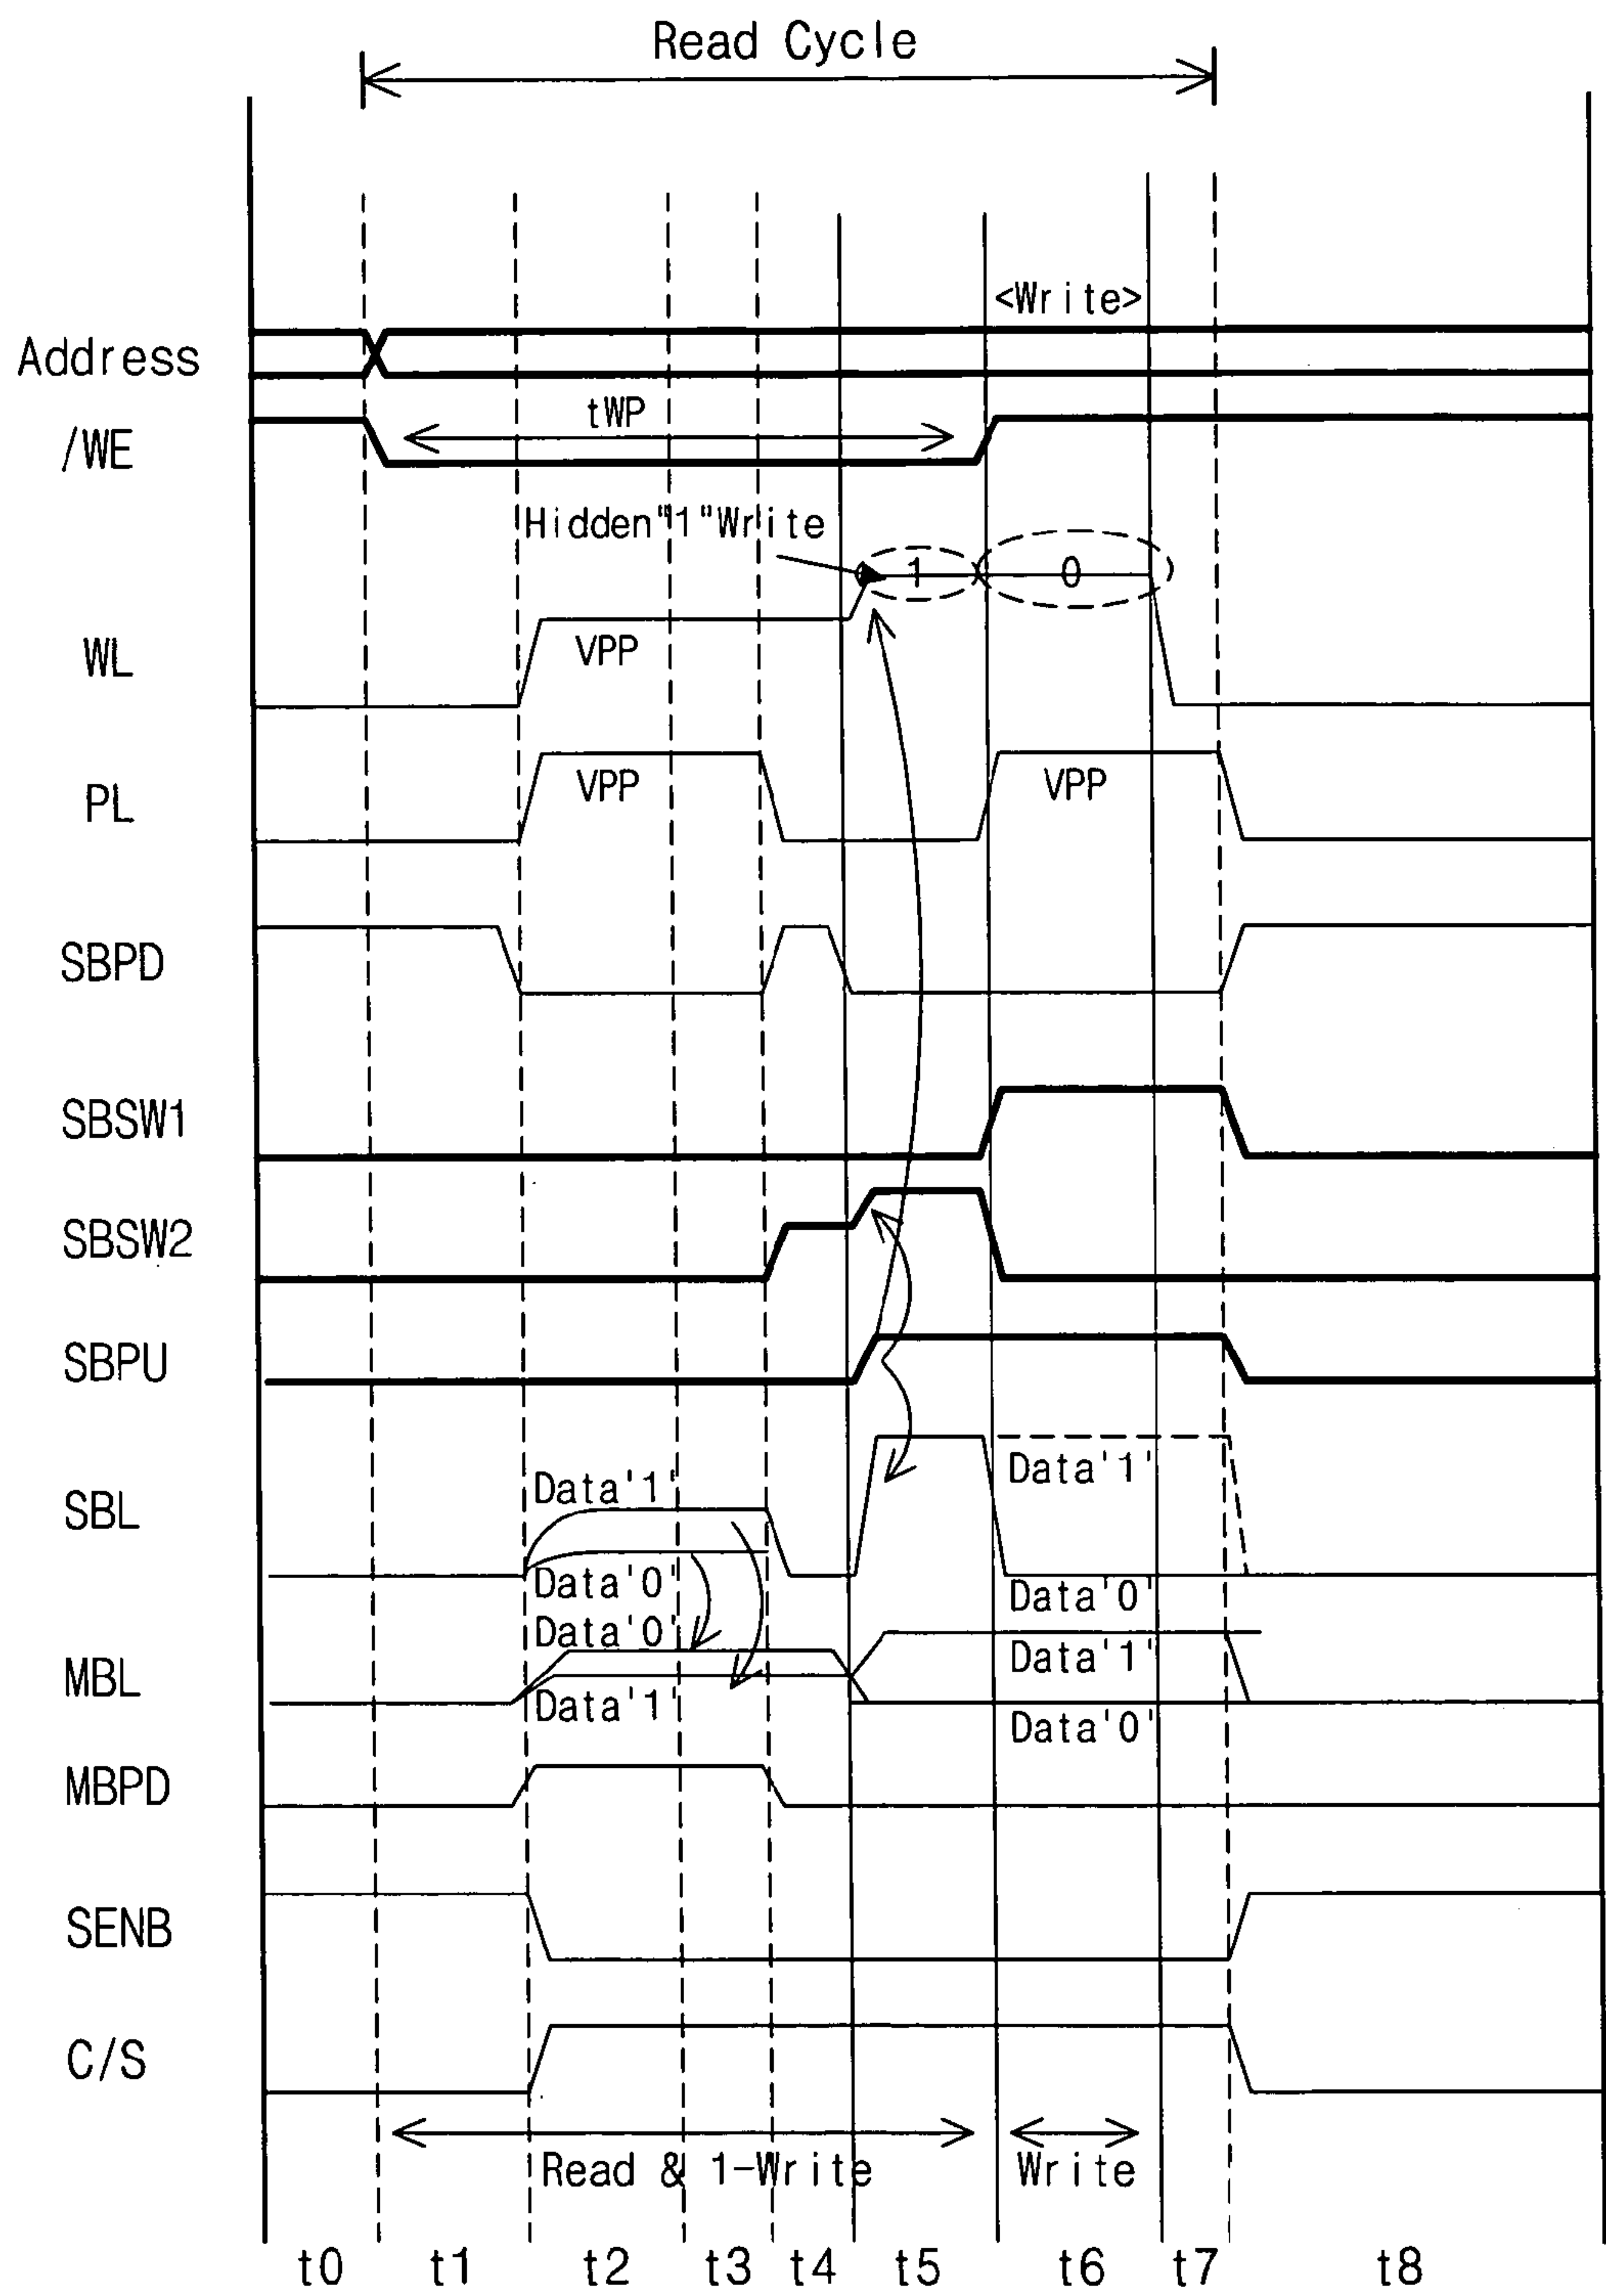 Read Cycle
<Write>
Address
tWP
/WE
Hidden"1"Write
1 0
WL
VPP
PL
VPP VPP
SBPD
SBSW1
SBSW2
SBPU
SBL
Data'1' Data'1'
Data'0' Data'0'
MBL
Data'0' Data'1'
Data'1' Data'0'
MBPD
SENB
C/S
Read & 1-Write Write
t0 t1 t2 t3 t4 t5 t6 t7 t8